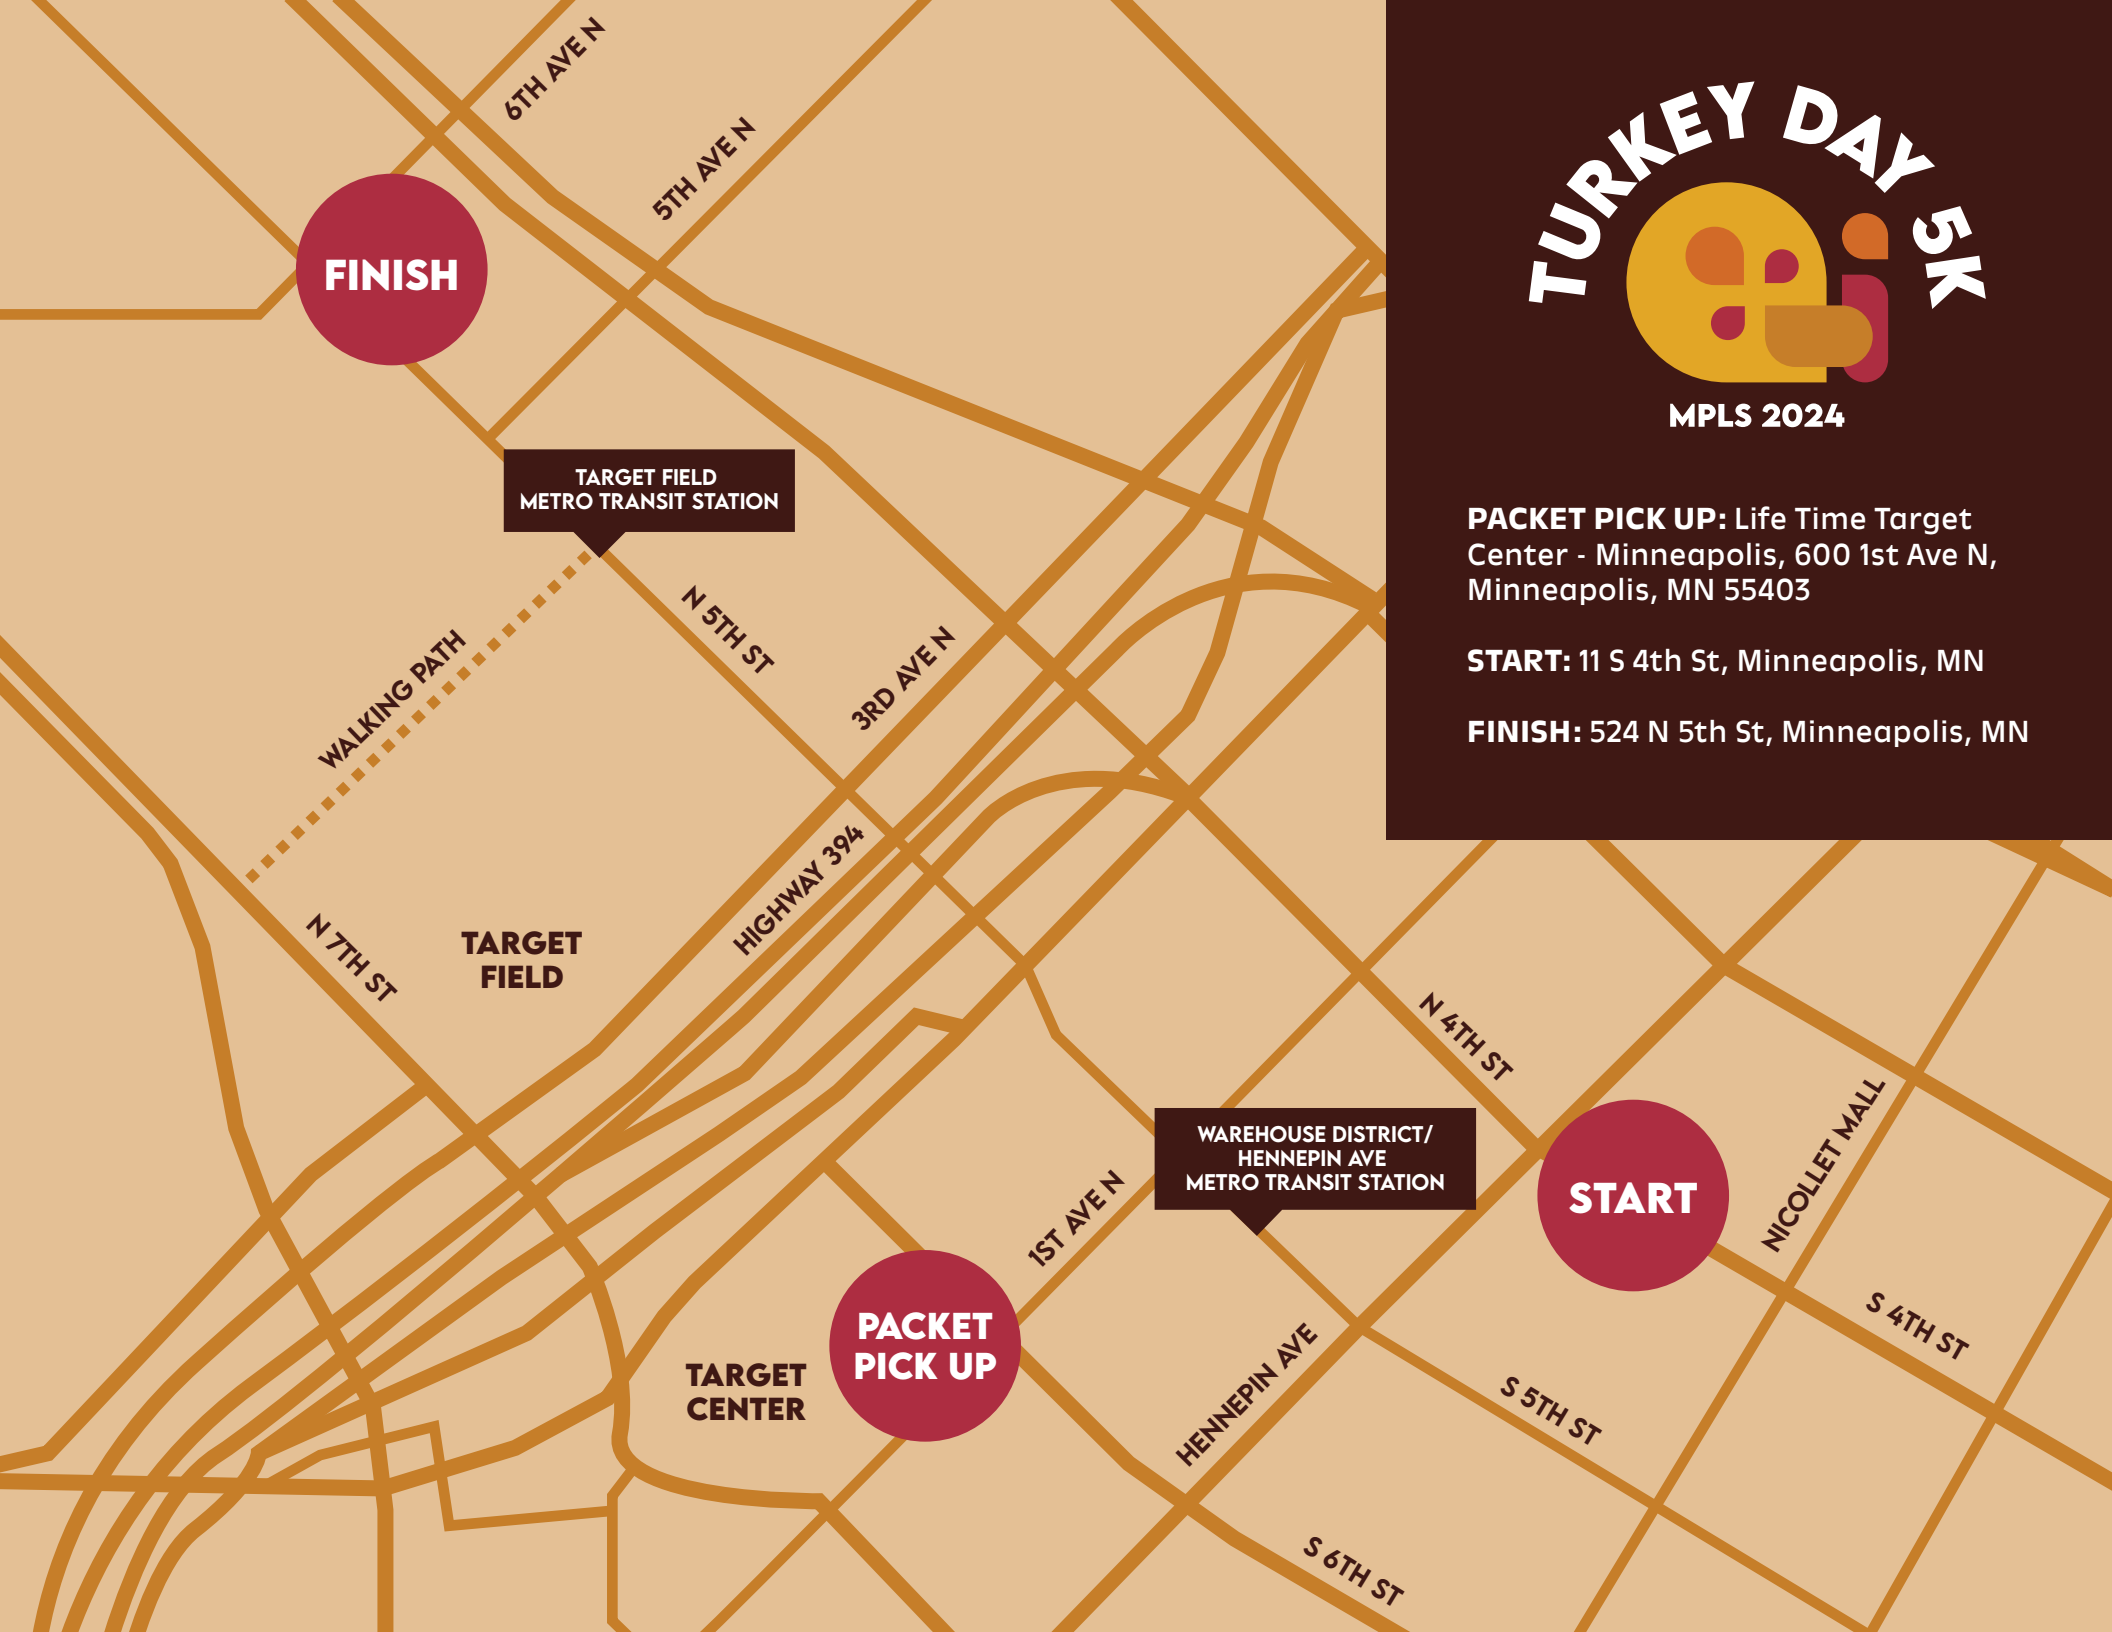 TURKEY DAY 5K
MPLS 2024
PACKET PICK UP: Life Time Target
Center - Minneapolis, 600 1st Ave N,
Minneapolis, MN 55403
START: 11 S 4th St, Minneapolis, MN
FINISH: 524 N 5th St, Minneapolis, MN
6TH AVE N
5TH AVE N
FINISH
TARGET FIELD
METRO TRANSIT STATION
N 5TH ST
3RD AVE N
WALKING PATH
HIGHWAY 394
N 7TH ST
TARGET
FIELD
N 4TH ST
NICOLLET MALL
WAREHOUSE DISTRICT/
HENNEPIN AVE
METRO TRANSIT STATION
START
1ST AVE N
S 4TH ST
PACKET
PICK UP
TARGET
CENTER
HENNEPIN AVE
S 5TH ST
S 6TH ST